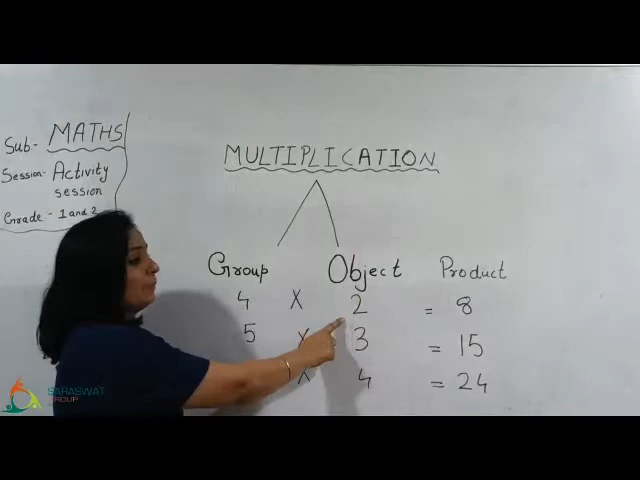 Sub- MATHS
Session- Activity
session
Grade - 1 and 2
MULTIPLICATION
Group Object Product
4 X 2 = 8
5 X 3 = 15
X 4 = 24
SARASWAT
GROUP